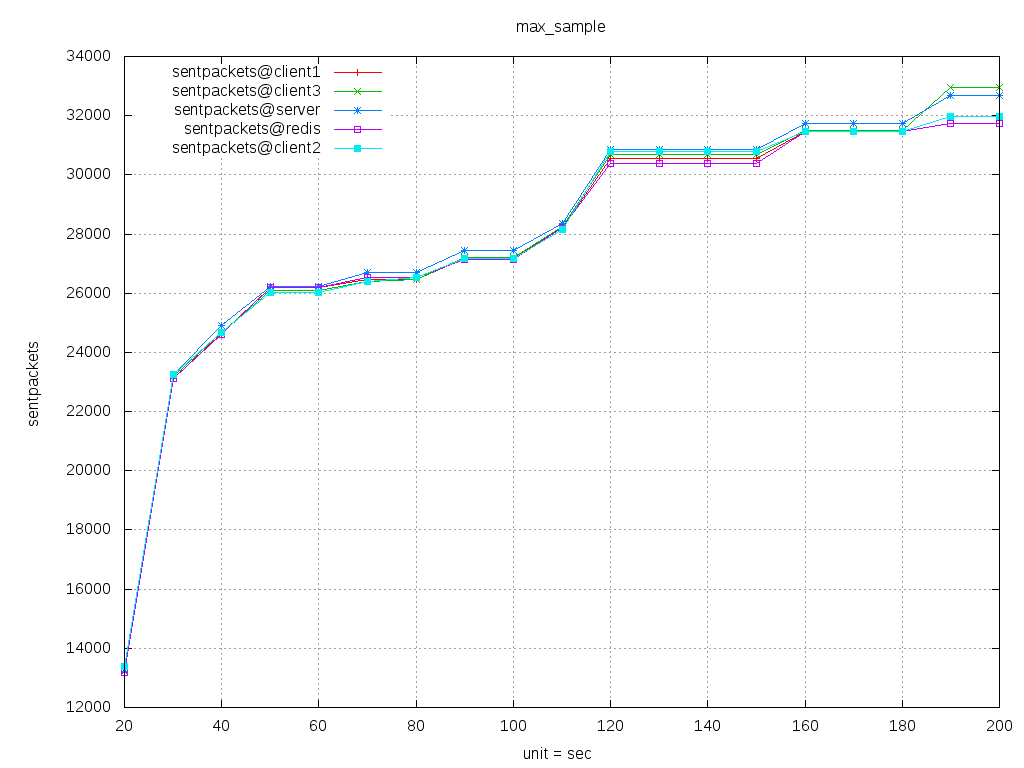 max_sample
34000
32000
30000
28000
26000
24000
22000
20000
18000
16000
14000
12000
sentpackets
sentpackets@client1
sentpackets@client3
sentpackets@server
sentpackets@redis
sentpackets@client2
20 40 60 80 100 120 140 160 180 200
unit = sec